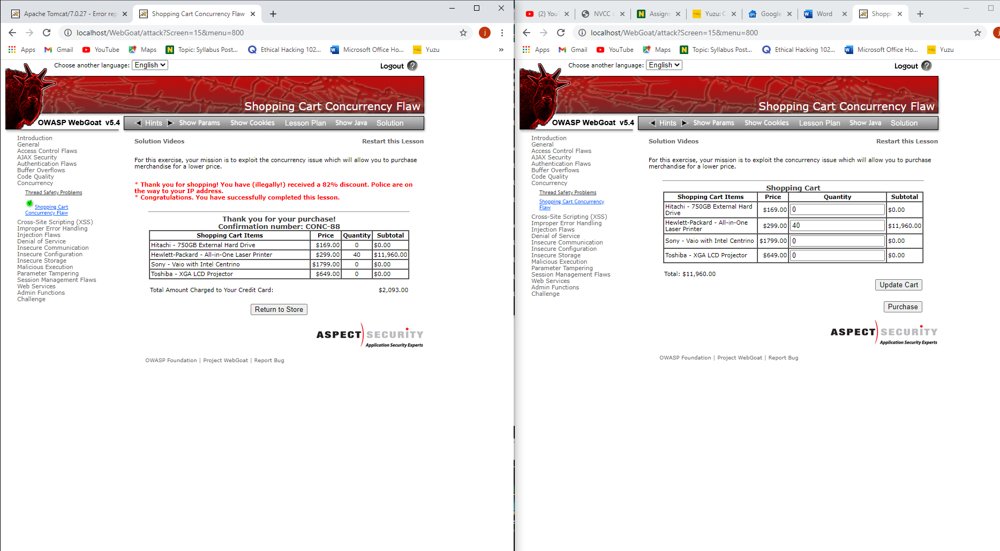 Apache Tomcat/7.0.27 - Error rep
Shopping Cart Concurrency Flaw
localhost/WebGoat/attack?Screen=15&menu=800
j
Apps
Gmail
YouTube
Maps
Topic: Syllabus Post...
Ethical Hacking 102...
Microsoft Office Ho...
Yuzu
»
Choose another language: English
Logout ?
Shopping Cart Concurrency Flaw
OWASP WebGoat v5.4
Hints
Show Params
Show Cookies
Lesson Plan
Show Java
Solution
Introduction
General
Access Control Flaws
AJAX Security
Authentication Flaws
Buffer Overflows
Code Quality
Concurrency
Thread Safety Problems
Shopping Cart
Concurrency Flaw
Cross-Site Scripting (XSS)
Improper Error Handling
Injection Flaws
Denial of Service
Insecure Communication
Insecure Configuration
Insecure Storage
Malicious Execution
Parameter Tampering
Session Management Flaws
Web Services
Admin Functions
Challenge
Solution Videos
Restart this Lesson
For this exercise, your mission is to exploit the concurrency issue which will allow you to purchase
merchandise for a lower price.
* Thank you for shopping! You have (illegally!) received a 82% discount. Police are on
the way to your IP address.
* Congratulations. You have successfully completed this lesson.
Thank you for your purchase!
Confirmation number: CONC-88
Shopping Cart Items Price Quantity Subtotal
Hitachi - 750GB External Hard Drive $169.00 0 $0.00
Hewlett-Packard - All-in-One Laser Printer $299.00 40 $11,960.00
Sony - Vaio with Intel Centrino $1799.00 0 $0.00
Toshiba - XGA LCD Projector $649.00 0 $0.00
Total Amount Charged to Your Credit Card: $2,093.00
Return to Store
ASPECT SECURITY
Application Security Experts
OWASP Foundation | Project WebGoat | Report Bug
(2) You
NVCC
Assignn
Yuzu: C
Google
Word
Shoppi
localhost/WebGoat/attack?Screen=15&menu=800
j
Apps
Gmail
YouTube
Maps
Topic: Syllabus Post...
Ethical Hacking 102...
Microsoft Office Ho...
Yuzu
Choose another language: English
Logout ?
Shopping Cart Concurrency Flaw
OWASP WebGoat v5.4
Hints
Show Params
Show Cookies
Lesson Plan
Show Java
Solution
Introduction
General
Access Control Flaws
AJAX Security
Authentication Flaws
Buffer Overflows
Code Quality
Concurrency
Thread Safety Problems
Shopping Cart Concurrency
Flaw
Cross-Site Scripting (XSS)
Improper Error Handling
Injection Flaws
Denial of Service
Insecure Communication
Insecure Configuration
Insecure Storage
Malicious Execution
Parameter Tampering
Session Management Flaws
Web Services
Admin Functions
Challenge
Solution Videos
Restart this Lesson
For this exercise, your mission is to exploit the concurrency issue which will allow you to purchase
merchandise for a lower price.
Shopping Cart
Shopping Cart Items Price Quantity Subtotal
Hitachi - 750GB External Hard
Drive $169.00 0 $0.00
Hewlett-Packard - All-in-One
Laser Printer $299.00 40 $11,960.00
Sony - Vaio with Intel Centrino $1799.00 0 $0.00
Toshiba - XGA LCD Projector $649.00 0 $0.00
Total: $11,960.00
Update Cart
Purchase
ASPECT SECURITY
Application Security Experts
OWASP Foundation | Project WebGoat | Report Bug